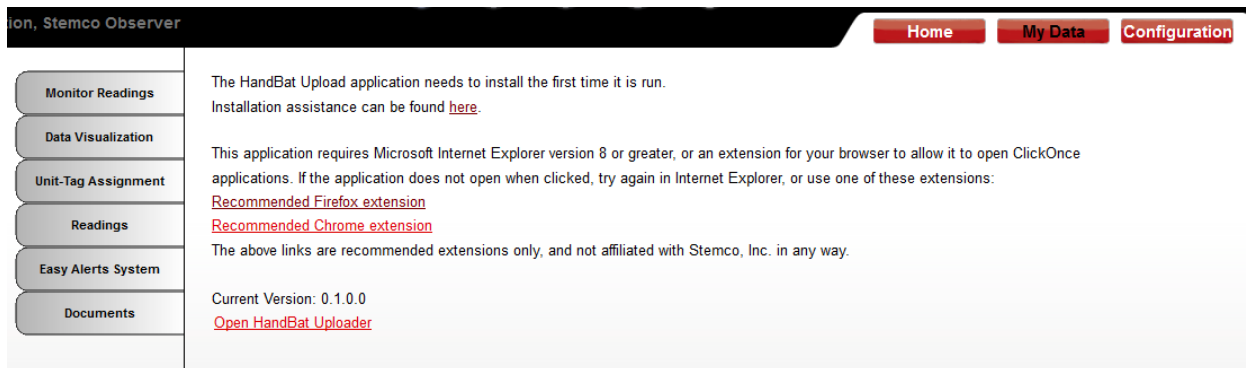 ion, Stemco Observer
Home
My Data
Configuration
Monitor Readings
Data Visualization
Unit-Tag Assignment
Readings
Easy Alerts System
Documents
The HandBat Upload application needs to install the first time it is run.
Installation assistance can be found here.
This application requires Microsoft Internet Explorer version 8 or greater, or an extension for your browser to allow it to open ClickOnce
applications. If the application does not open when clicked, try again in Internet Explorer, or use one of these extensions:
Recommended Firefox extension
Recommended Chrome extension
The above links are recommended extensions only, and not affiliated with Stemco, Inc. in any way.
Current Version: 0.1.0.0
Open HandBat Uploader